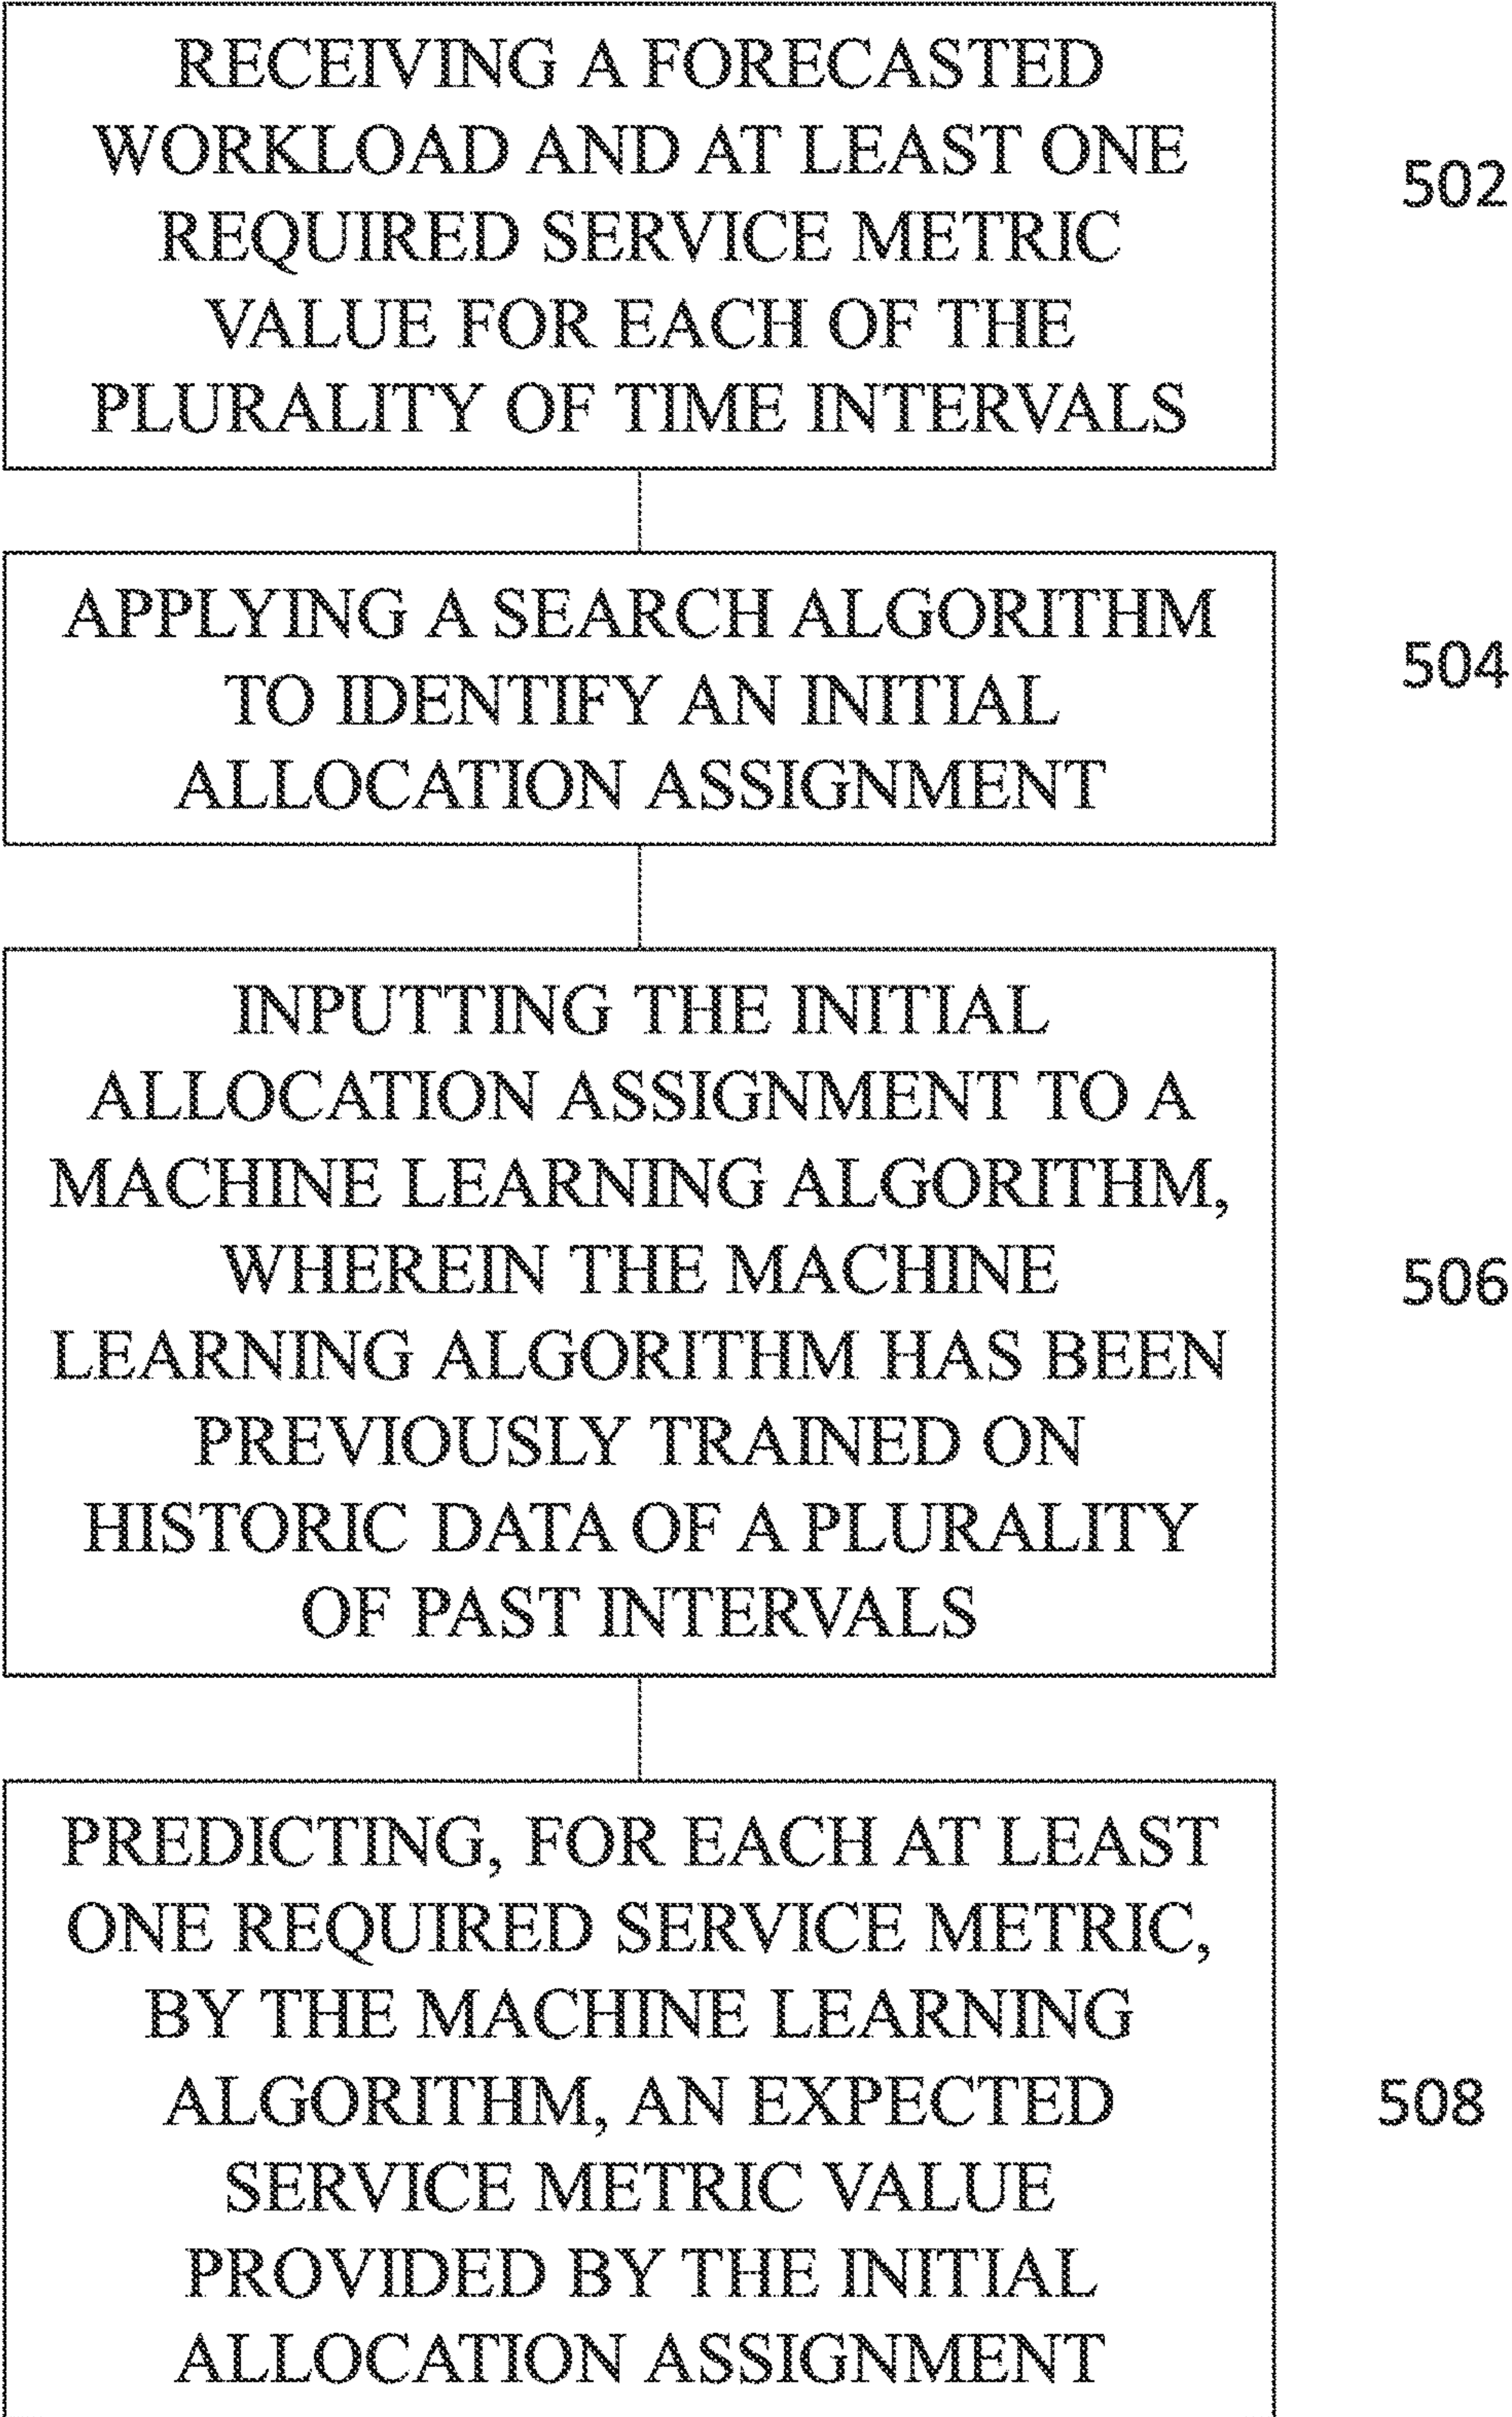 RECEIVING A FORECASTED
WORKLOAD AND AT LEAST ONE
REQUIRED SERVICE METRIC
VALUE FOR EACH OF THE
PLURALITY OF TIME INTERVALS
502
APPLYING A SEARCH ALGORITHM
TO IDENTIFY AN INITIAL
ALLOCATION ASSIGNMENT
504
INPUTTING THE INITIAL
ALLOCATION ASSIGNMENT TO A
MACHINE LEARNING ALGORITHM,
WHEREIN THE MACHINE
LEARNING ALGORITHM HAS BEEN
PREVIOUSLY TRAINED ON
HISTORIC DATA OF A PLURALITY
OF PAST INTERVALS
506
PREDICTING, FOR EACH AT LEAST
ONE REQUIRED SERVICE METRIC,
BY THE MACHINE LEARNING
ALGORITHM, AN EXPECTED
SERVICE METRIC VALUE
PROVIDED BY THE INITIAL
ALLOCATION ASSIGNMENT
508